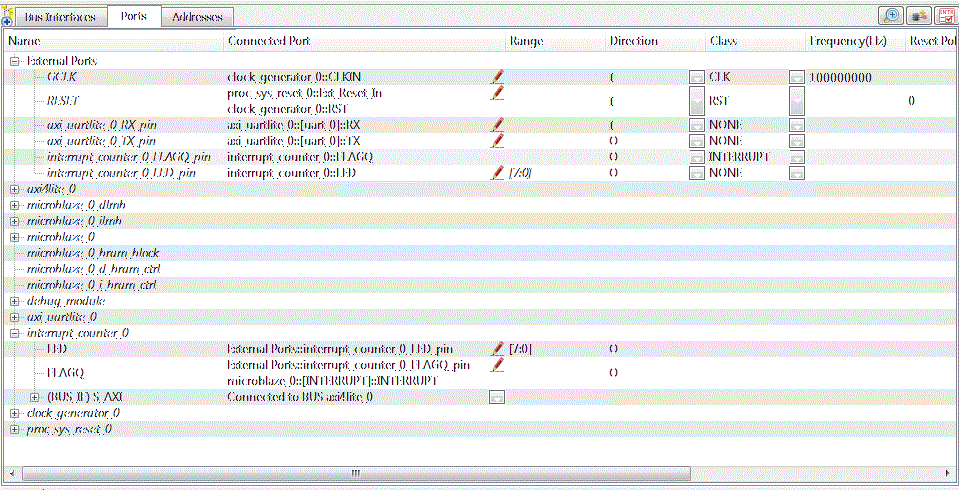 Bus Interfaces Ports Addresses
Name Connected Port Range Direction Class Frequency(Hz) Reset Pol
External Ports
GCLK clock_generator_0::CLKIN I CLK 100000000
RESET proc_sys_reset_0::Ext_Reset_In I RST 0
clock_generator_0::RST
axi_uartlite_0_RX_pin axi_uartlite_0::[uart_0]::RX I NONE
axi_uartlite_0_TX_pin axi_uartlite_0::[uart_0]::TX O NONE
interrupt_counter_0_FLAGQ_pin interrupt_counter_0::FLAGQ O INTERRUPT
interrupt_counter_0_LED_pin interrupt_counter_0::LED [7:0] O NONE
axi4lite_0
microblaze_0_dlmb
microblaze_0_ilmb
microblaze_0
microblaze_0_bram_block
microblaze_0_d_bram_ctrl
microblaze_0_i_bram_ctrl
debug_module
axi_uartlite_0
interrupt_counter_0
LED External Ports::interrupt_counter_0_LED_pin [7:0] O
FLAGQ External Ports::interrupt_counter_0_FLAGQ_pin O
microblaze_0::[INTERRUPT]::INTERRUPT
(BUS_IF) S_AXI Connected to BUS axi4lite_0
clock_generator_0
proc_sys_reset_0